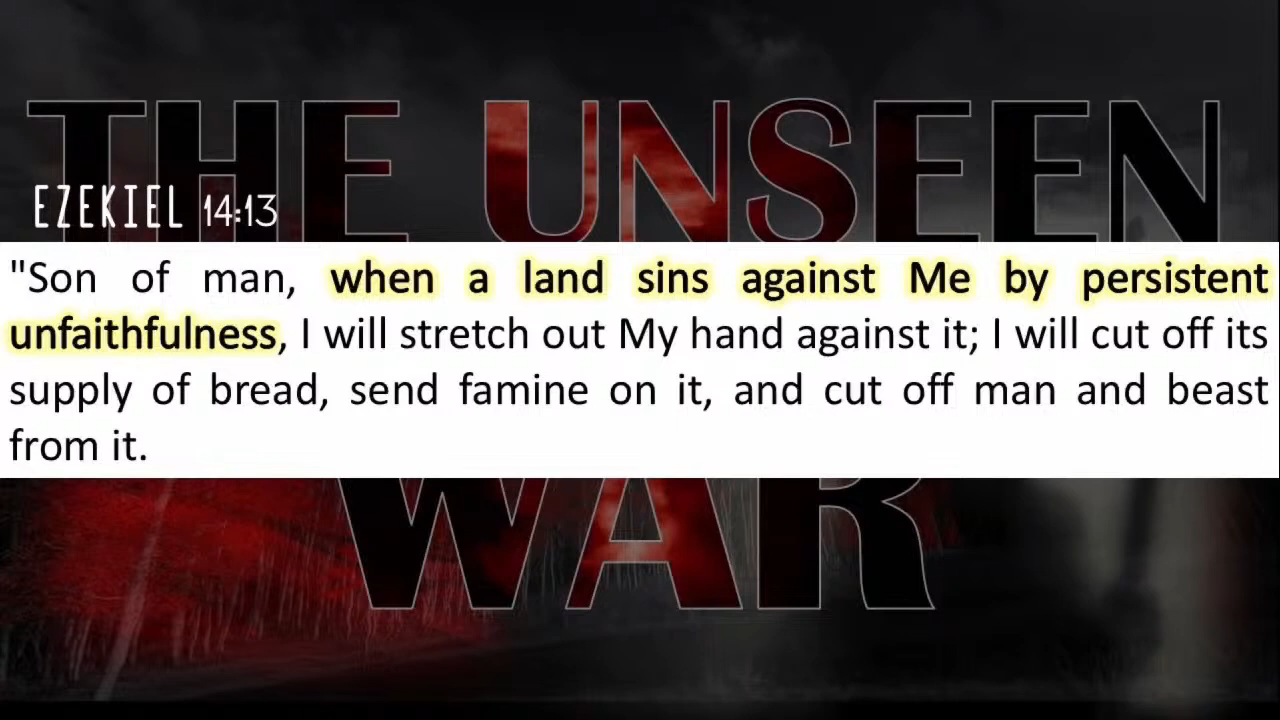 THE UNSEEN
EZEKIEL 14:13
"Son of man, when a land sins against Me by persistent
unfaithfulness, I will stretch out My hand against it; I will cut off its
supply of bread, send famine on it, and cut off man and beast
from it.
WAR